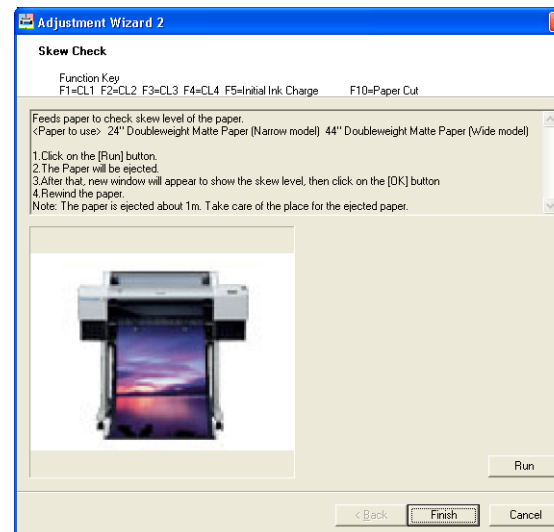 Adjustment Wizard 2
Skew Check
Function Key
F1=CL1 F2=CL2 F3=CL3 F4=CL4 F5=Initial Ink Charge F10=Paper Cut
Feeds paper to check skew level of the paper.
<Paper to use> 24'' Doubleweight Matte Paper (Narrow model) 44'' Doubleweight Matte Paper (Wide model)
1.Click on the [Run] button.
2.The Paper will be ejected.
3.After that, new window will appear to show the skew level, then click on the [OK] button
4.Rewind the paper.
Note: The paper is ejected about 1m. Take care of the place for the ejected paper.
Run
< Back Finish Cancel